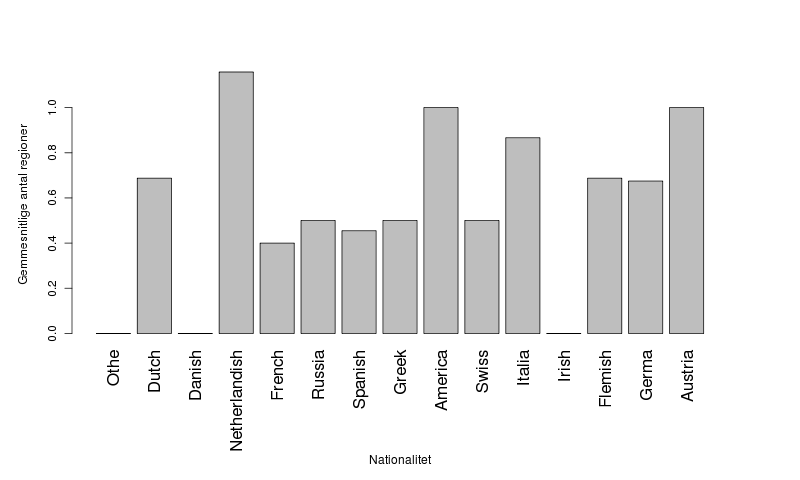 Gemmesnitlige antal regioner
1.0
0.8
0.6
0.4
0.2
0.0
Othe
Dutch
Danish
Netherlandish
French
Russia
Spanish
Greek
America
Swiss
Italia
Irish
Flemish
Germa
Austria
Nationalitet